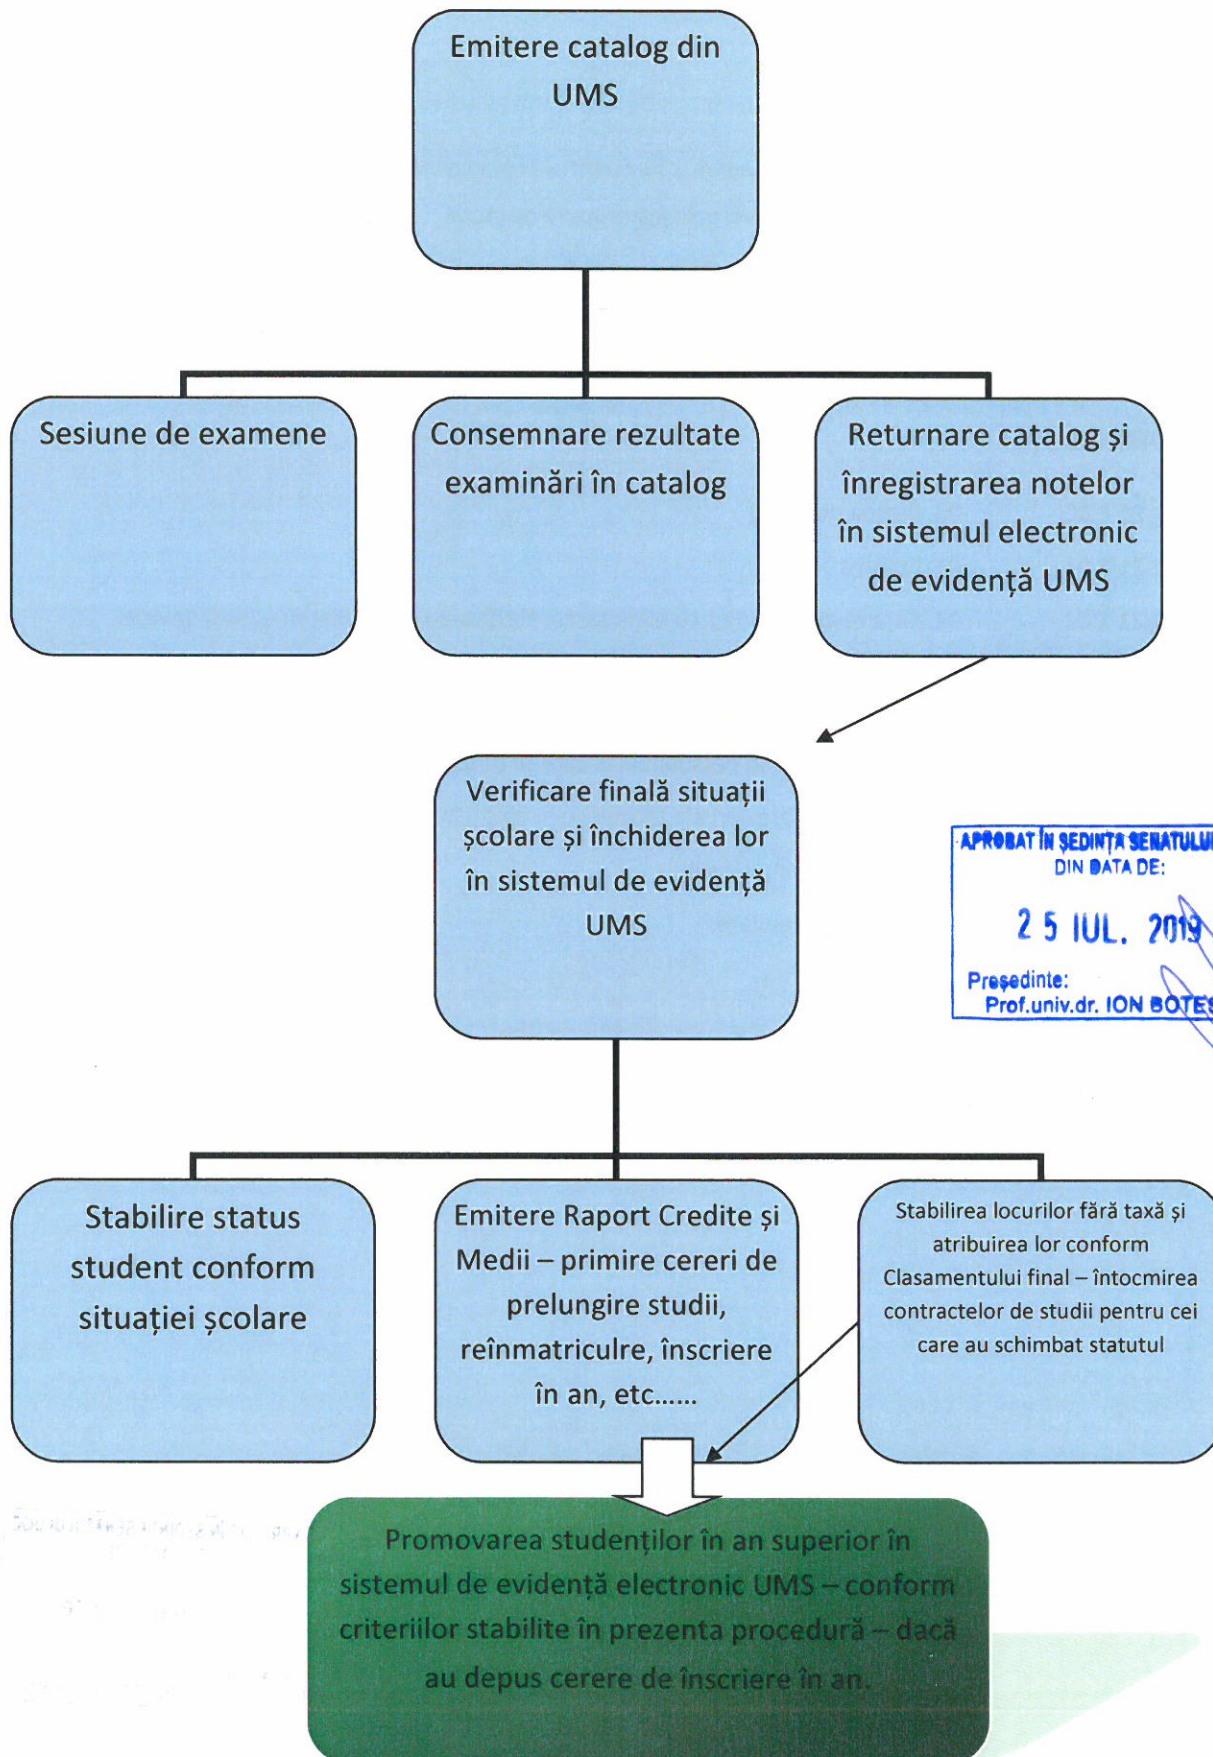 Emitere catalog din
UMS
Sesiune de examene
Consemnare rezultate
examinări în catalog
Returnare catalog și
înregistrarea notelor
în sistemul electronic
de evidență UMS
Verificare finală situații
școlare și închiderea lor
în sistemul de evidență
UMS
APROBAT ÎN ȘEDINȚA SENATULUI
DIN DATA DE:
25 IUL. 2019
Președinte:
Prof.univ.dr. ION
Stabilire status
student conform
situației școlare
Emitere Raport Credite și
Medii – primire cereri de
prelungire studii,
reînmatriculre, înscriere
în an, etc......
Stabilirea locurilor fără taxă și
atribuirea lor conform
Clasamentului final – întocmirea
contractelor de studii pentru cei
care au schimbat statutul
Promovarea studenților în an superior în
sistemul de evidență electronic UMS – conform
criteriilor stabilite în prezenta procedură – dacă
au depus cerere de înscriere în an.